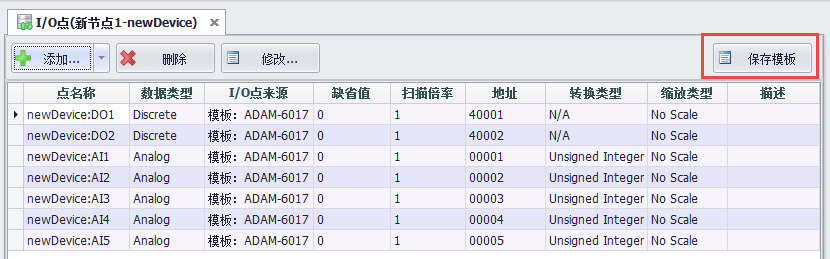 I/O点(新节点1-newDevice)
添加... 删除 修改... 保存模板
点名称 数据类型 I/O点来源 缺省值 扫描倍率 地址 转换类型 缩放类型 描述
newDevice:DO1 Discrete 模板：ADAM-6017 0 1 40001 N/A No Scale
newDevice:DO2 Discrete 模板：ADAM-6017 0 1 40002 N/A No Scale
newDevice:AI1 Analog 模板：ADAM-6017 0 1 00001 Unsigned Integer No Scale
newDevice:AI2 Analog 模板：ADAM-6017 0 1 00002 Unsigned Integer No Scale
newDevice:AI3 Analog 模板：ADAM-6017 0 1 00003 Unsigned Integer No Scale
newDevice:AI4 Analog 模板：ADAM-6017 0 1 00004 Unsigned Integer No Scale
newDevice:AI5 Analog 模板：ADAM-6017 0 1 00005 Unsigned Integer No Scale